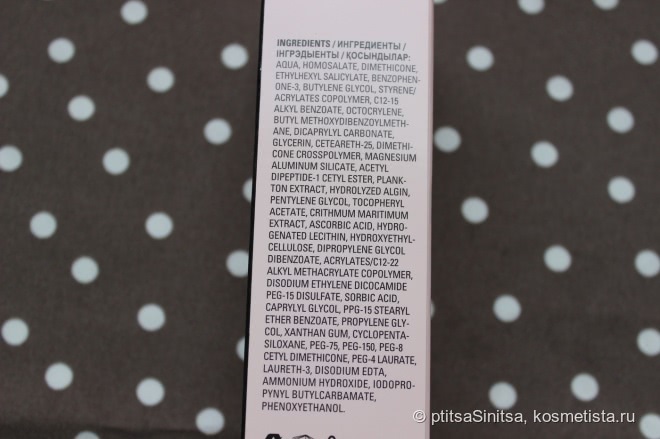 INGREDIENTS / ИНГРЕДИЕНТЫ /
ІНГРЭДЫЕНТЫ / ҚОСЫНДЫЛАР:
AQUA, HOMOSALATE, DIMETHICONE,
ETHYLHEXYL SALICYLATE, BENZOPHEN-
ONE-3, BUTYLENE GLYCOL, STYRENE/
ACRYLATES COPOLYMER, C12-15
ALKYL BENZOATE, OCTOCRYLENE,
BUTYL METHOXYDIBENZOYLMETH-
ANE, DICAPRYLYL CARBONATE,
GLYCERIN, CETEARETH-25, DIMETHI-
CONE CROSSPOLYMER, MAGNESIUM
ALUMINUM SILICATE, ACETYL
DIPEPTIDE-1 CETYL ESTER, PLANK-
TON EXTRACT, HYDROLYZED ALGIN,
PENTYLENE GLYCOL, TOCOPHERYL
ACETATE, CRITHMUM MARITIMUM
EXTRACT, ASCORBIC ACID, HYDRO-
GENATED LECITHIN, HYDROXYETHYL-
CELLULOSE, DIPROPYLENE GLYCOL
DIBENZOATE, ACRYLATES/C12-22
ALKYL METHACRYLATE COPOLYMER,
DISODIUM ETHYLENE DICOCAMIDE
PEG-15 DISULFATE, SORBIC ACID,
CAPRYLYL GLYCOL, PPG-15 STEARYL
ETHER BENZOATE, PROPYLENE GLY-
COL, XANTHAN GUM, CYCLOPENTA-
SILOXANE, PEG-75, PEG-150, PEG-8
CETYL DIMETHICONE, PEG-4 LAURATE,
LAURETH-3, DISODIUM EDTA,
AMMONIUM HYDROXIDE, IODOPRO-
PYNYL BUTYLCARBAMATE,
PHENOXYETHANOL.
© ptitsaSinitsa, kosmetista.ru